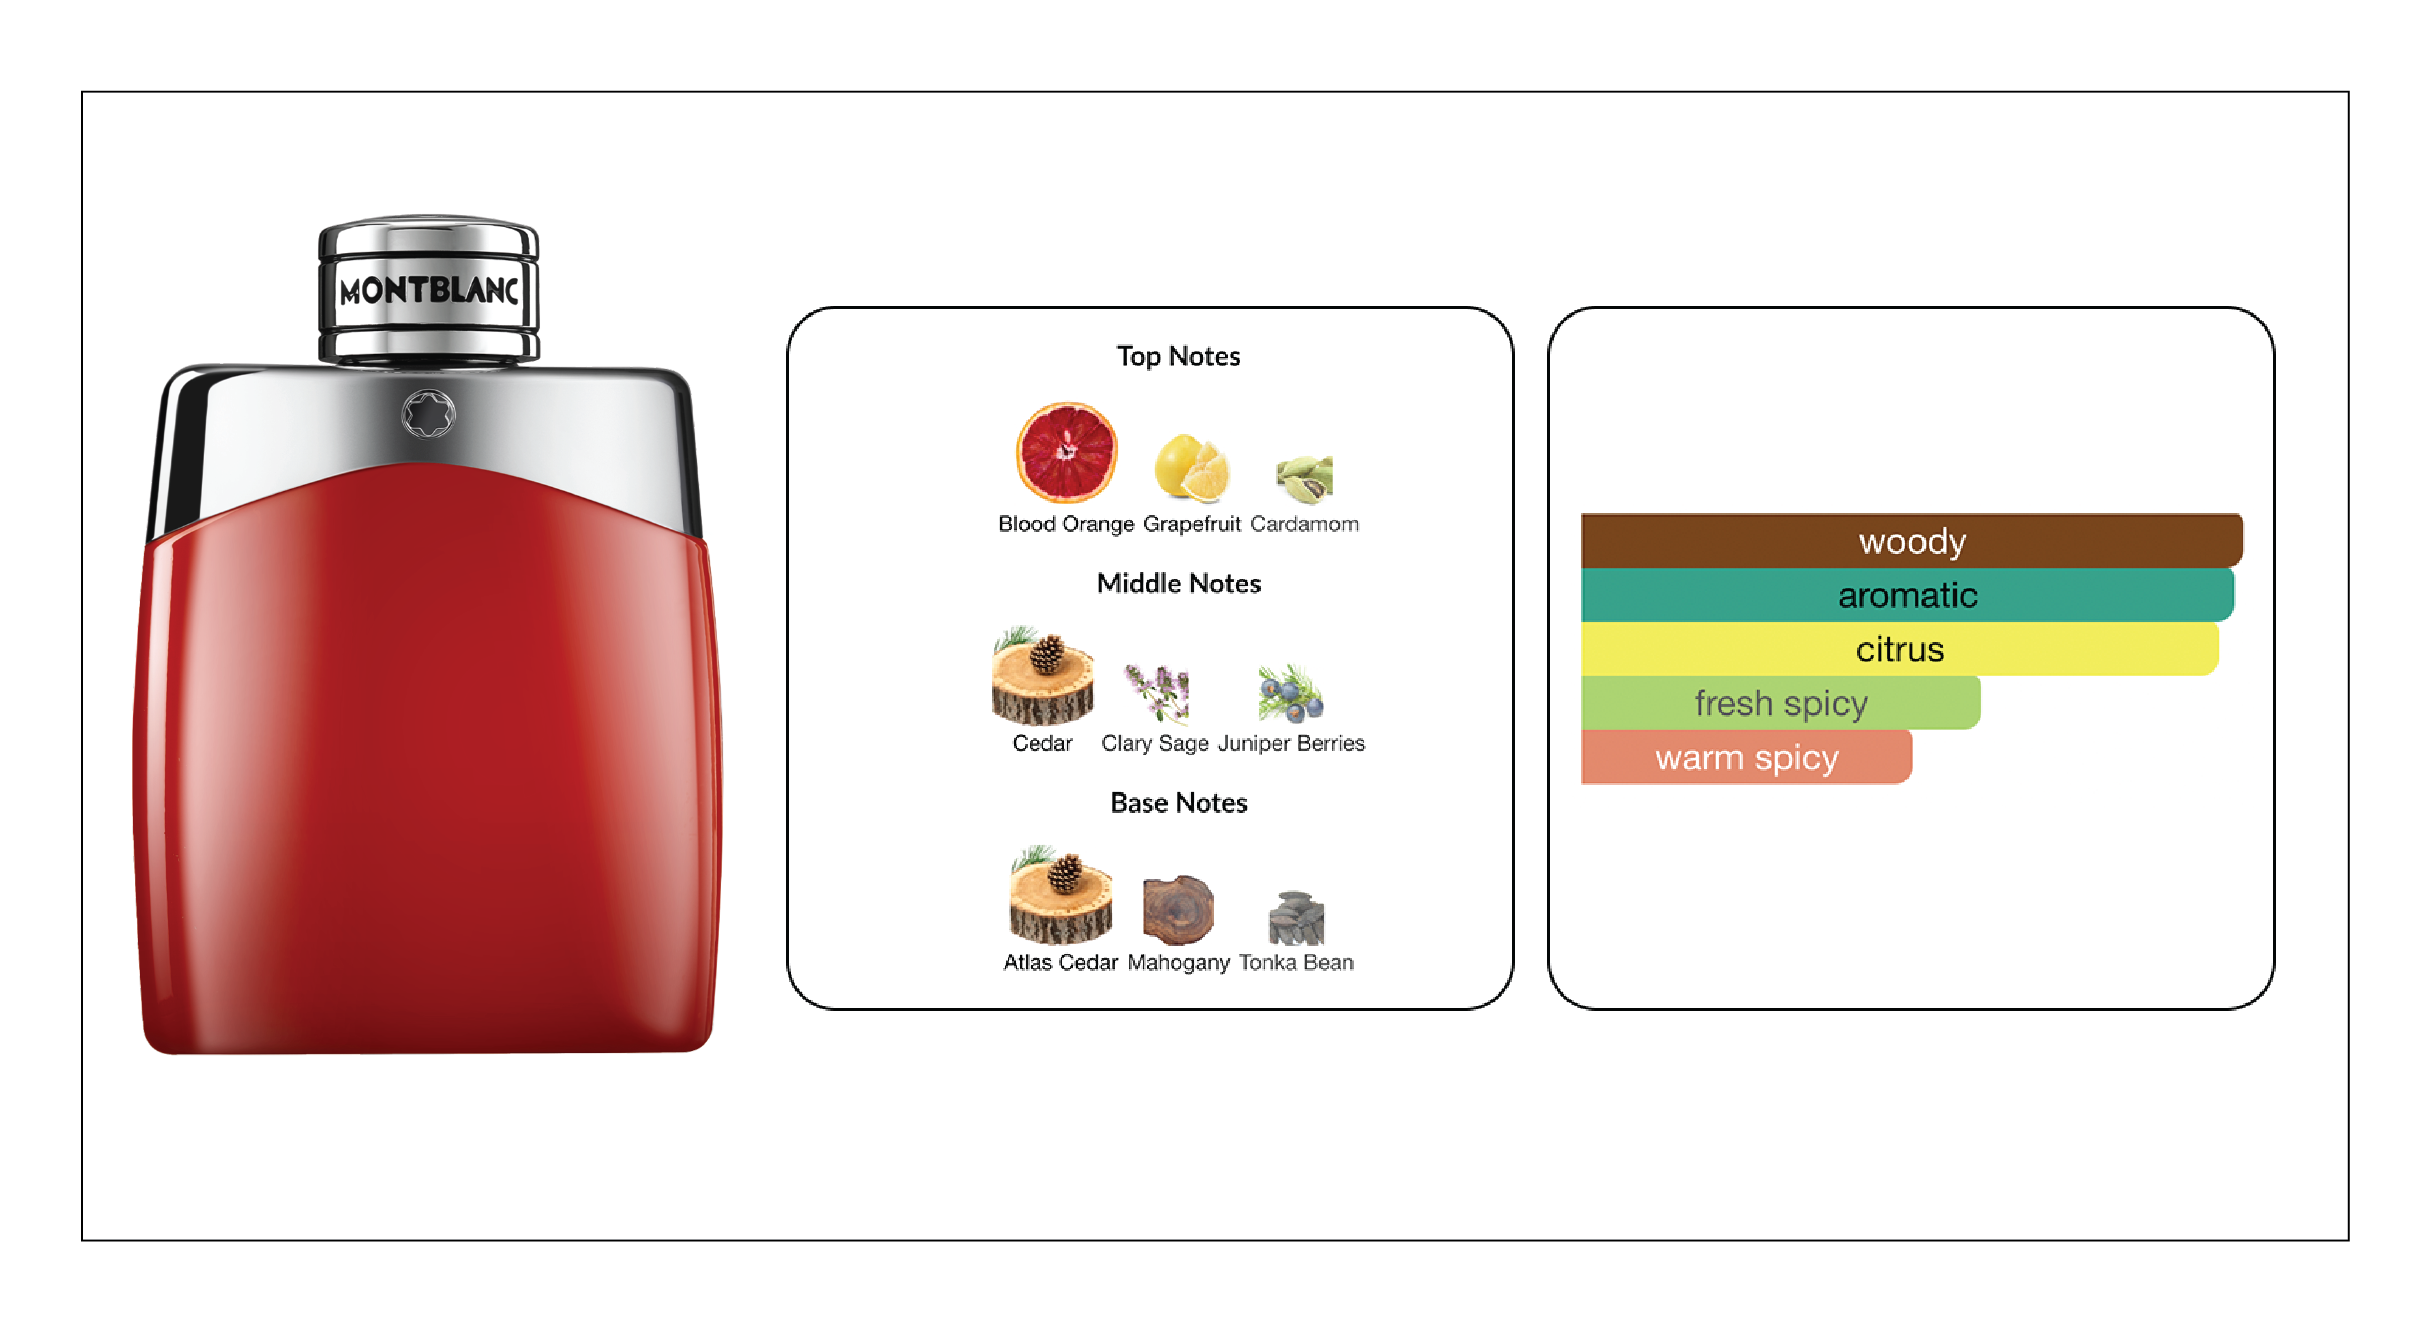 MONTBLANC
Top Notes
Blood Orange Grapefruit Cardamom
Middle Notes
Cedar Clary Sage Juniper Berries
Base Notes
Atlas Cedar Mahogany Tonka Bean
woody
aromatic
citrus
fresh spicy
warm spicy